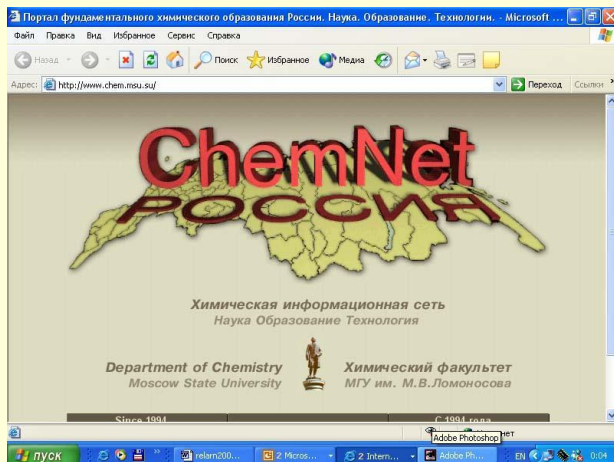 Портал фундаментального химического образования России. Наука. Образование. Технологии. - Microsoft ...
Файл Правка Вид Избранное Сервис Справка
Назад Поиск Избранное Медиа
Адрес: http://www.chem.msu.su/ Переход Ссылки »
ChemNet
РОССИЯ
Химическая информационная сеть
Наука Образование Технология
Department of Chemistry Химический факультет
Moscow State University МГУ им. М.В.Ломоносова
Since 1994 С 1994 года
Adobe Photoshop
пуск » relarn200... 2 Micros... 2 Intern... Adobe Ph... EN 0:04